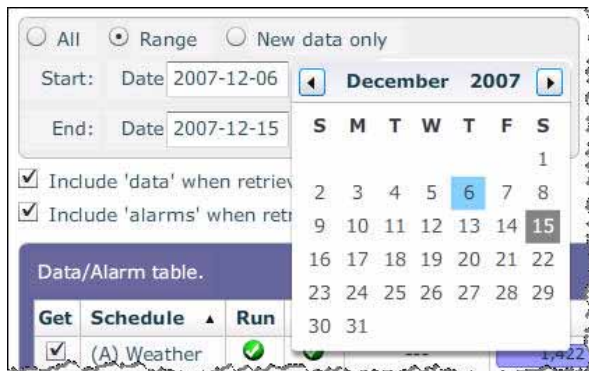 All Range New data only
Start: Date 2007-12-06
End: Date 2007-12-15
December 2007
S M T W T F S
1
2 3 4 5 6 7 8
9 10 11 12 13 14 15
16 17 18 19 20 21 22
23 24 25 26 27 28 29
30 31
Include 'data' when
Include 'alarms' when
Data/Alarm table.
Get Schedule Run
(A) Weather --- 1,422